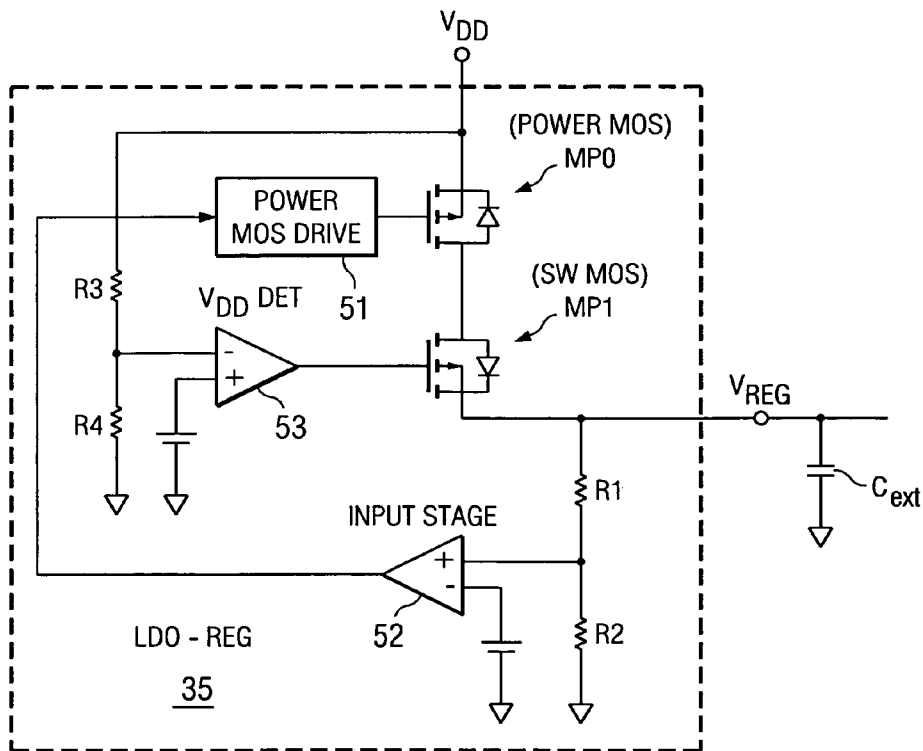 VDD
(POWER MOS)
MP0
POWER
MOS DRIVE
51
R3
VDD DET
(SW MOS)
MP1
-
+
53
R4
VREG
R1
Cext
INPUT STAGE
+
-
52
R2
LDO - REG
35